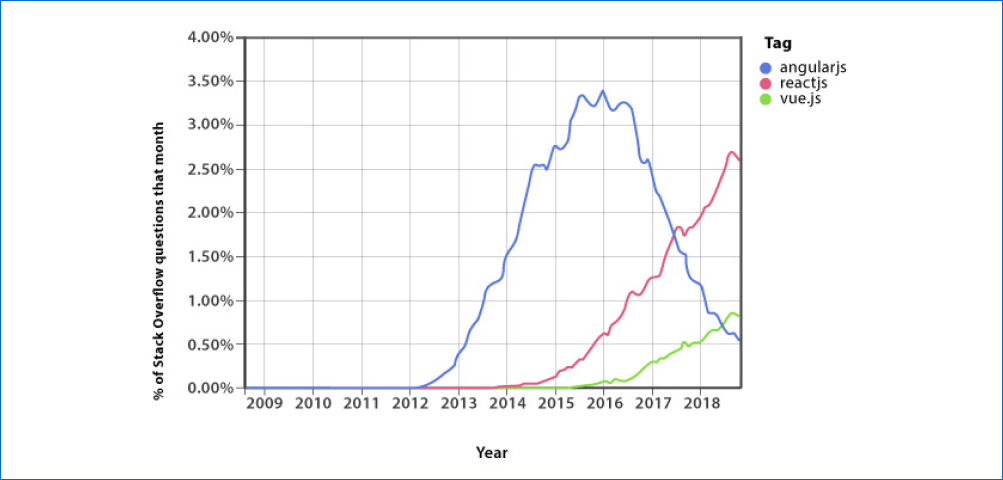 4.00%
3.50%
3.00%
2.50%
2.00%
1.50%
1.00%
0.50%
0.00%
% of Stack Overflow questions that month
2009 2010 2011 2012 2013 2014 2015 2016 2017 2018
Year
Tag
angularjs
reactjs
vue.js